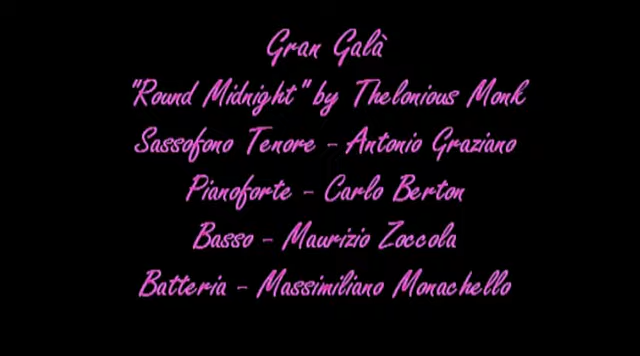 Gran Galà
"Round Midnight" by Thelonious Monk
Sassofono Tenore - Antonio Graziano
Pianoforte - Carlo Berton
Basso - Maurizio Zoccola
Batteria - Massimiliano Monachello